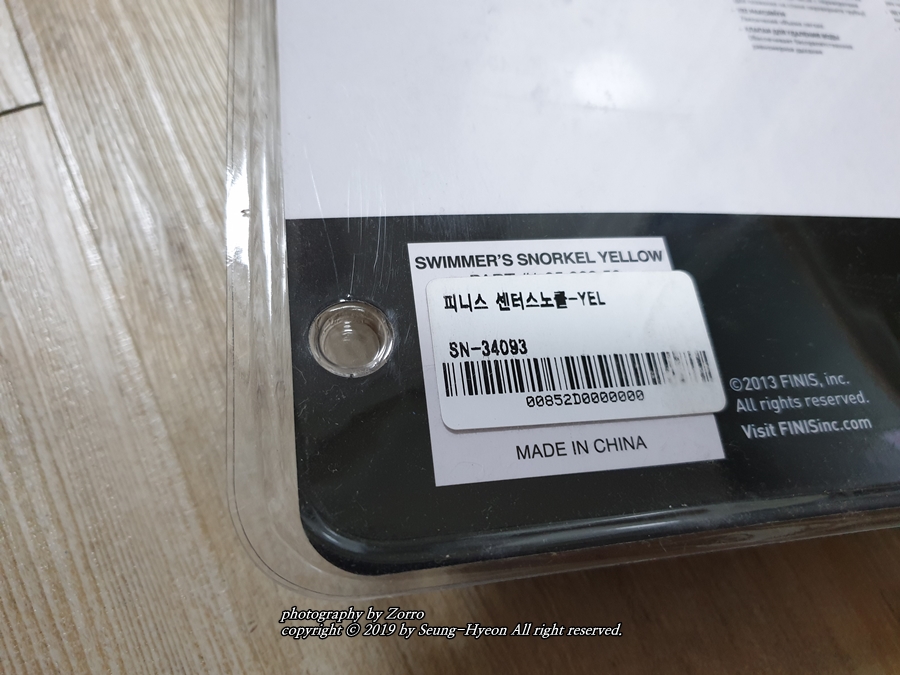 SWIMMER'S SNORKEL YELLOW
피니스 센터스노클-YEL
SN-34093
00852D0000000
MADE IN CHINA
©2013 FINIS, inc.
All rights reserved.
Visit FINISinc.com
photography by Zorro
copyright © 2019 by Seung-Hyeon All right reserved.